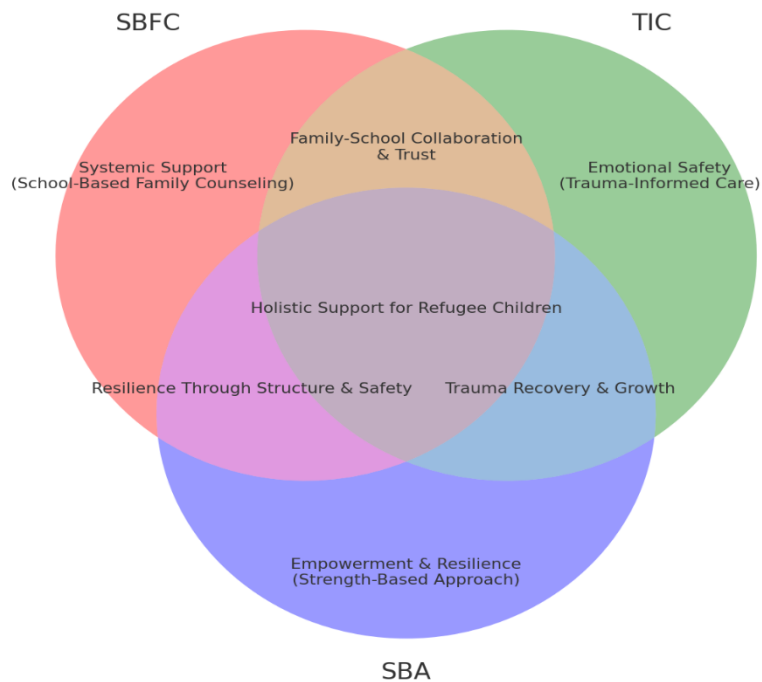 SBFC
TIC
Family-School Collaboration
& Trust
Systemic Support
(School-Based Family Counseling)
Emotional Safety
(Trauma-Informed Care)
Holistic Support for Refugee Children
Resilience Through Structure & Safety
Trauma Recovery & Growth
Empowerment & Resilience
(Strength-Based Approach)
SBA